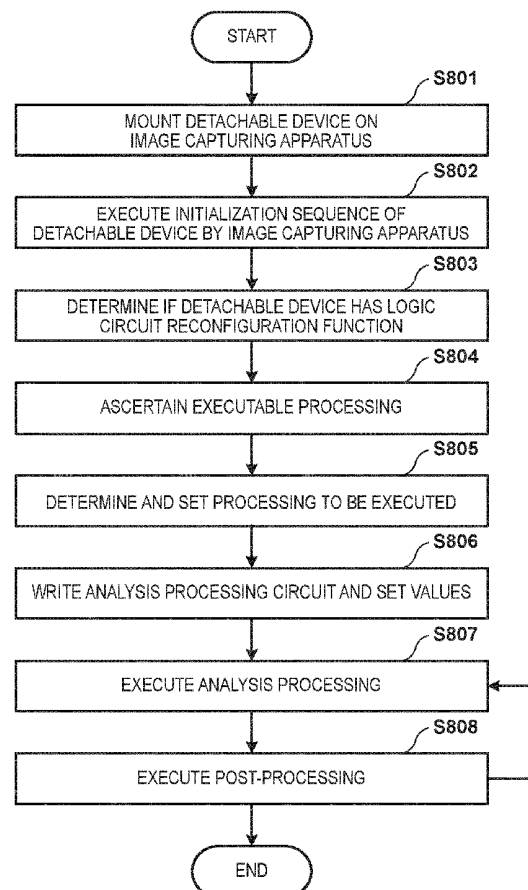 START
S801
MOUNT DETACHABLE DEVICE ON
IMAGE CAPTURING APPARATUS
S802
EXECUTE INITIALIZATION SEQUENCE OF
DETACHABLE DEVICE BY IMAGE CAPTURING APPARATUS
S803
DETERMINE IF DETACHABLE DEVICE HAS LOGIC
CIRCUIT RECONFIGURATION FUNCTION
S804
ASCERTAIN EXECUTABLE PROCESSING
S805
DETERMINE AND SET PROCESSING TO BE EXECUTED
S806
WRITE ANALYSIS PROCESSING CIRCUIT AND SET VALUES
S807
EXECUTE ANALYSIS PROCESSING
S808
EXECUTE POST-PROCESSING
END